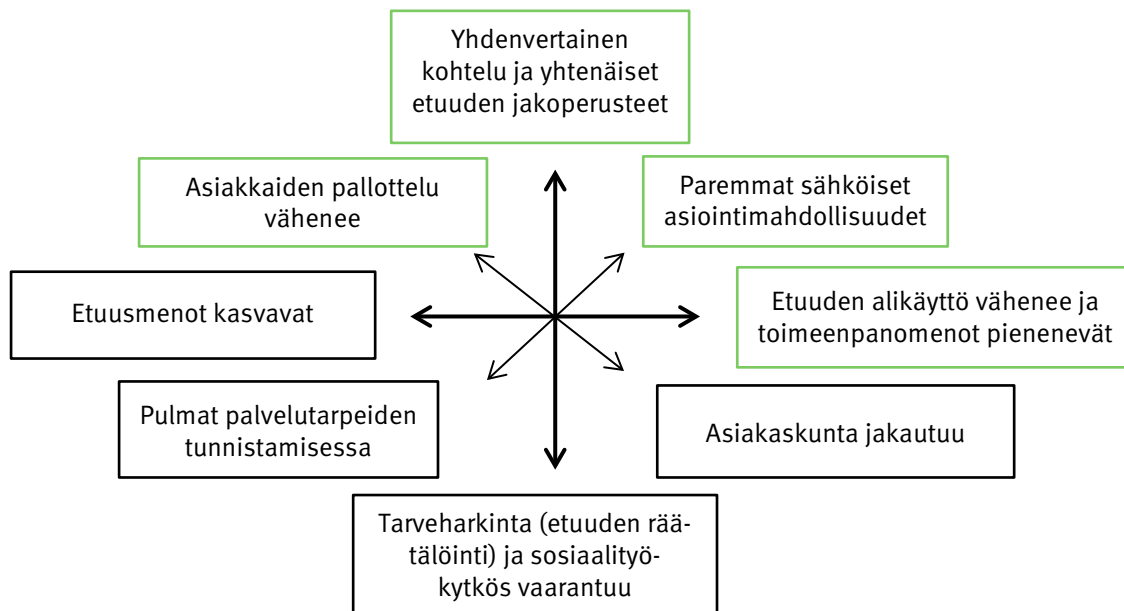 Yhdenvertainen
kohtelu ja yhtenäiset
etuuden jakoperusteet
Asiakkaiden pallottelu
vähenee
Paremmat sähköiset
asiointimahdollisuudet
Etuusmenot kasvavat
Etuuden alikäyttö vähenee ja
toimeenpanomenot pienenevät
Pulmat palvelutarpeiden
tunnistamisessa
Asiakaskunta jakautuu
Tarveharkinta (etuuden rää-
tälöinti) ja sosiaalityö-
kytkös vaarantuu